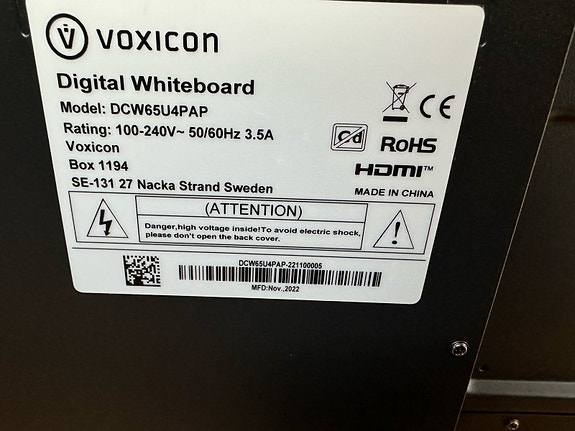 VOXICON
Digital Whiteboard
Model: DCW65U4PAP
Rating: 100-240V~ 50/60Hz 3.5A
Voxicon
Box 1194
SE-131 27 Nacka Strand Sweden
CE
Cd
RoHS
HDMI™
MADE IN CHINA
(ATTENTION)
Danger,high voltage inside!To avoid electric shock,
please don't open the back cover.
DCW65U4PAP-221100005
MFD:Nov.,2022